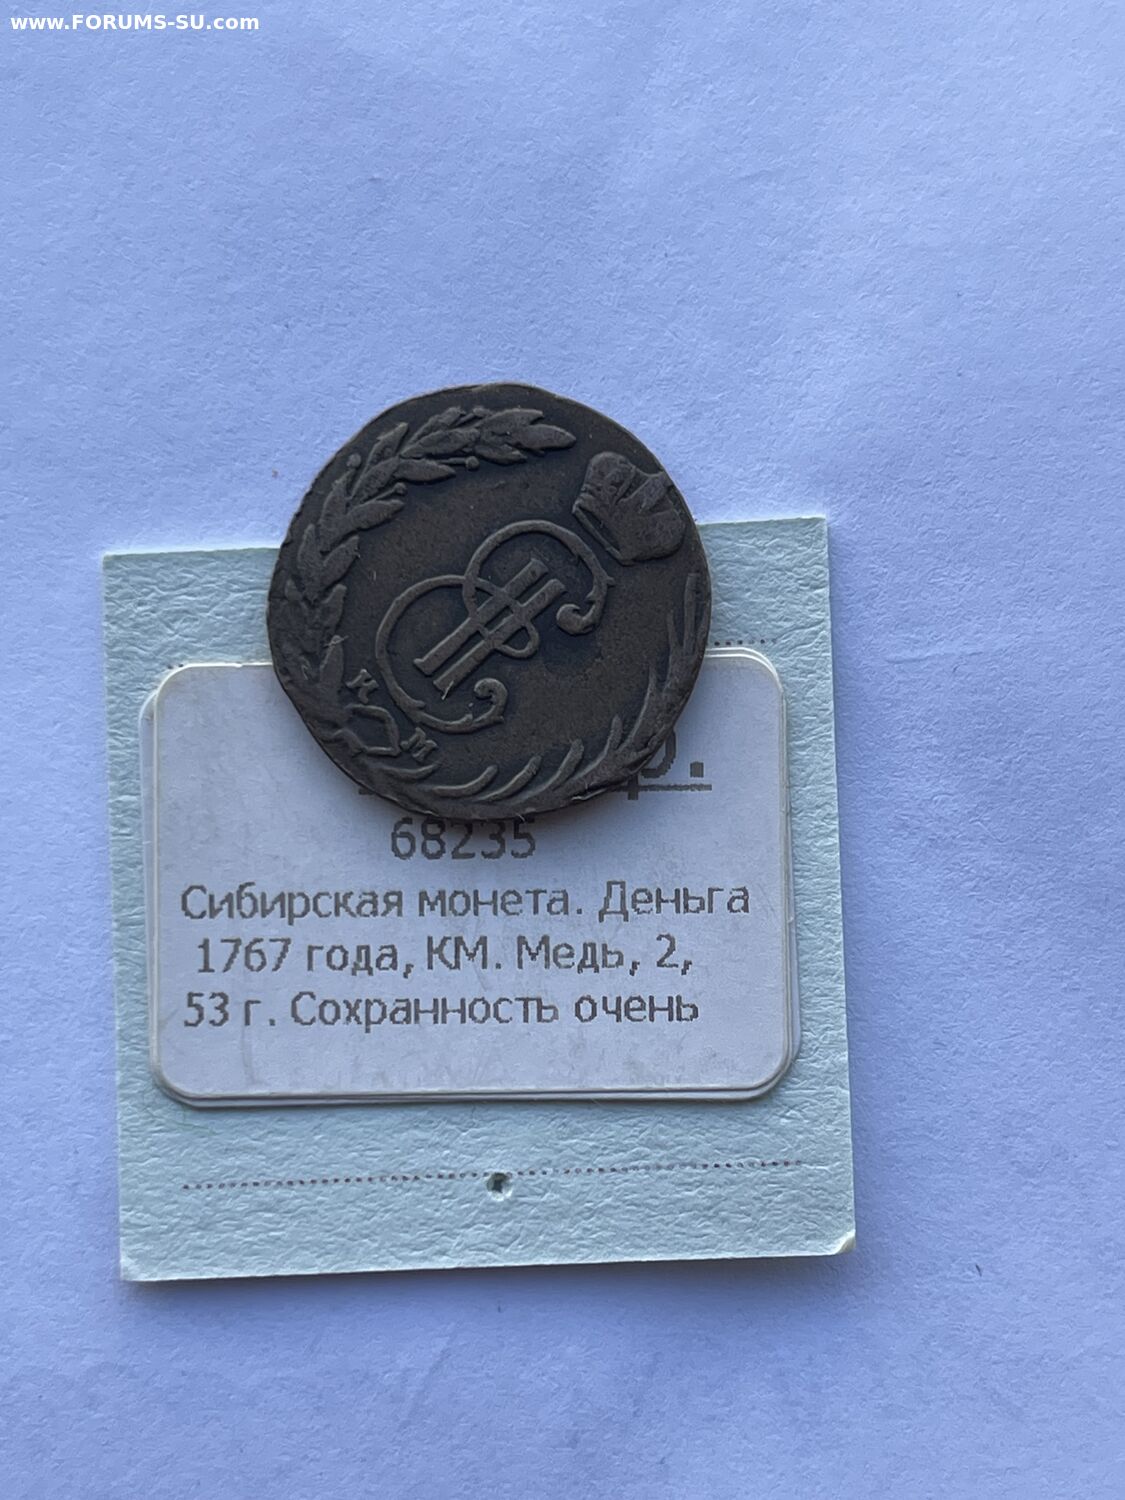 www.FORUMS-SU.com
К М
р.
68235
Сибирская монета. Деньга
1767 года, КМ. Медь, 2,
53 г. Сохранность очень